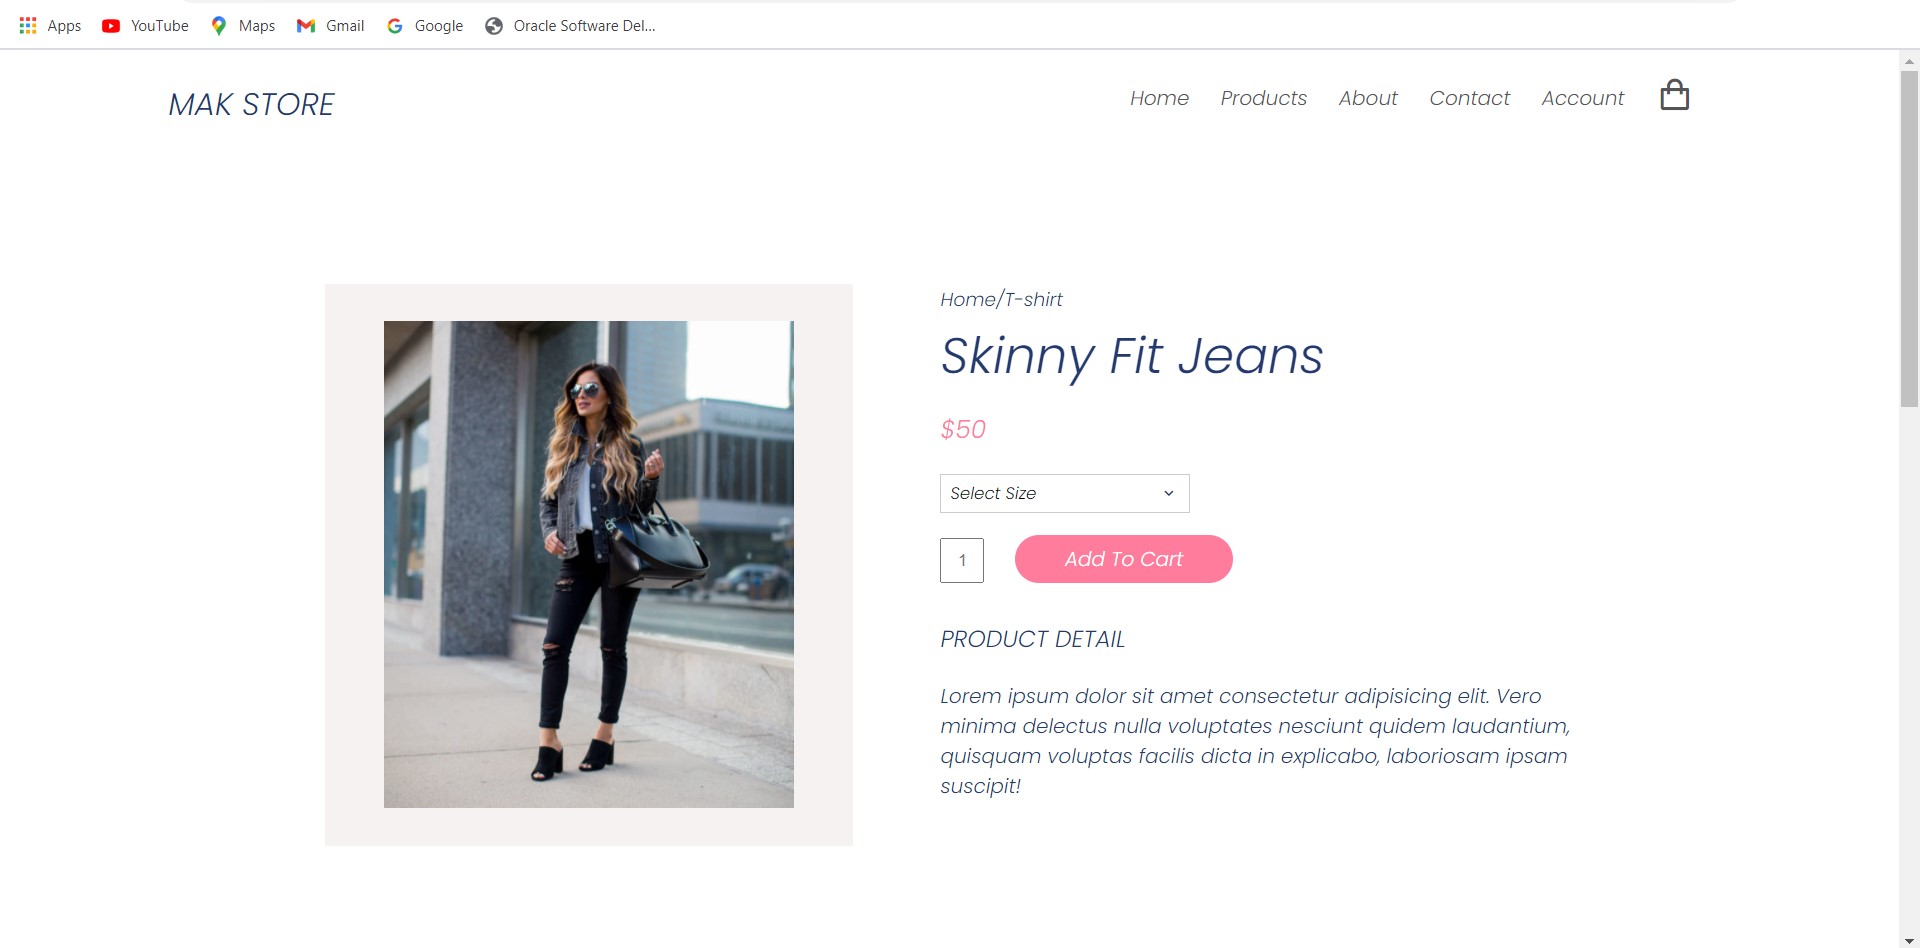 Apps YouTube Maps Gmail Google Oracle Software Del...
MAK STORE
Home Products About Contact Account
Home/T-shirt
Skinny Fit Jeans
$50
Select Size
1 Add To Cart
PRODUCT DETAIL
Lorem ipsum dolor sit amet consectetur adipisicing elit. Vero
minima delectus nulla voluptates nesciunt quidem laudantium,
quisquam voluptas facilis dicta in explicabo, laboriosam ipsam
suscipit!